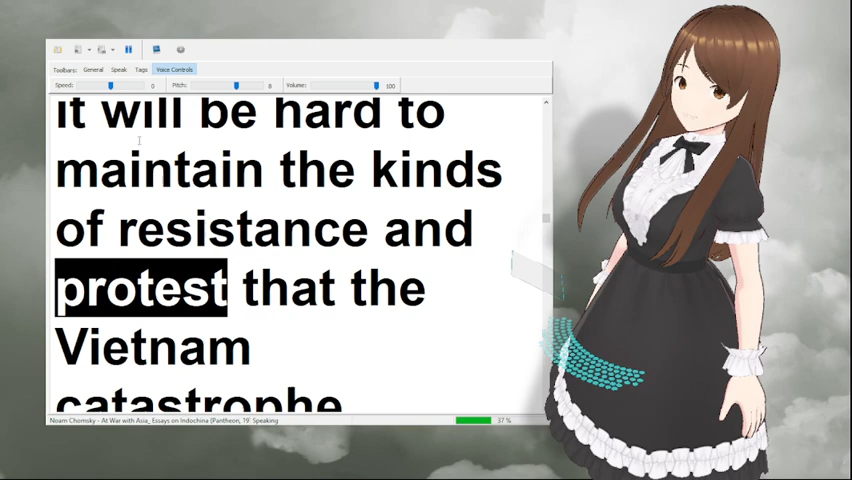 Toolbars: General Speak Tags Voice Controls
Speed: 0 Pitch: 8 Volume: 100
it will be hard to
maintain the kinds
of resistance and
protest that the
Vietnam
catastrophe
Noam Chomsky - At War with Asia_ Essays on Indochina (Pantheon, 19 Speaking 37 %